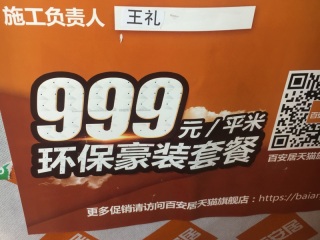 施工负责人 王礼
999元/平米
环保豪装套餐
百安居天猫旗
更多促销请访问百安居天猫旗舰店：https://baian
百安居